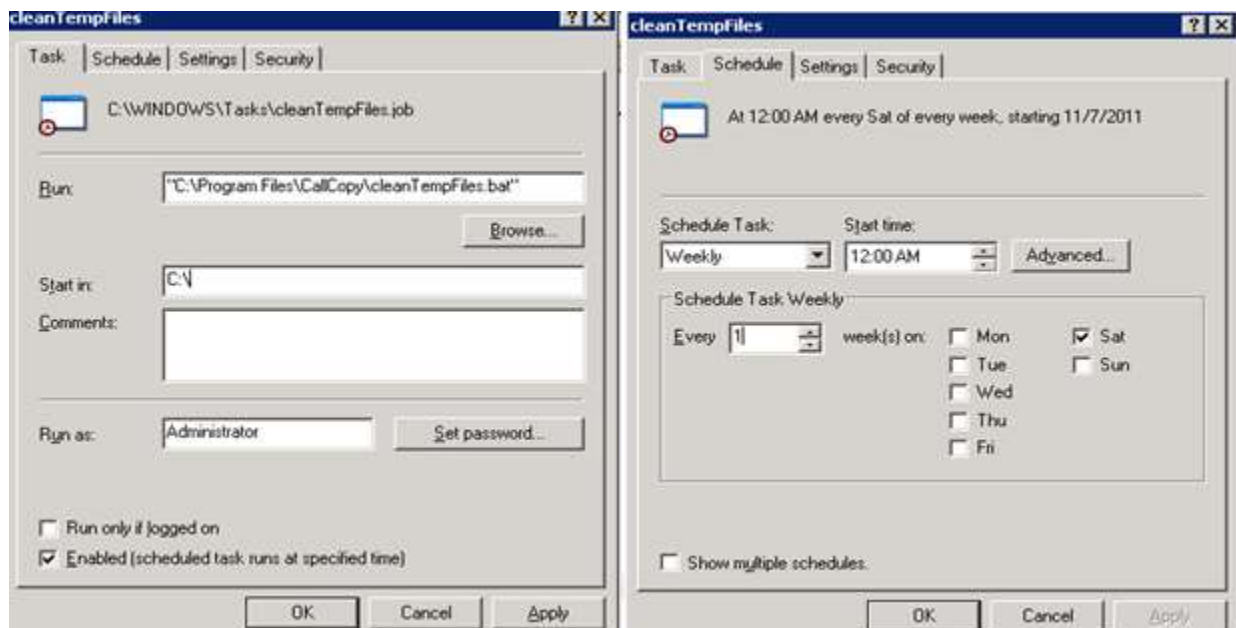 cleanTempFiles
Task Schedule Settings Security
C:\WINDOWS\Tasks\cleanTempFiles.job
Run: "C:\Program Files\CallCopy\cleanTempFiles.bat"
Browse...
Start in: C:\
Comments:
Run as: Administrator Set password...
Run only if logged on
Enabled (scheduled task runs at specified time)
OK Cancel Apply
cleanTempFiles
Task Schedule Settings Security
At 12:00 AM every Sat of every week, starting 11/7/2011
Schedule Task: Start time:
Weekly 12:00 AM Advanced...
Schedule Task Weekly
Every 1 week(s) on: Mon Sat
Tue Sun
Wed
Thu
Fri
Show multiple schedules.
OK Cancel Apply